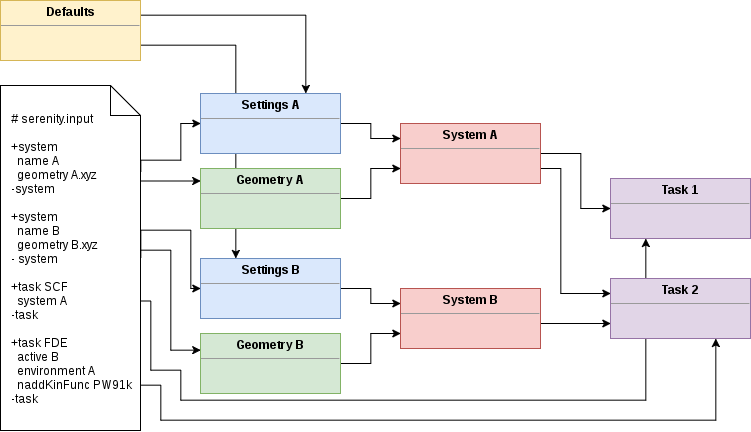 Defaults
# serenity.input
+system
name A
geometry A.xyz
-system
+system
name B
geometry B.xyz
- system
+task SCF
system A
-task
+task FDE
active B
environment A
naddKinFunc PW91k
-task
Settings A
Geometry A
Settings B
Geometry B
System A
System B
Task 1
Task 2